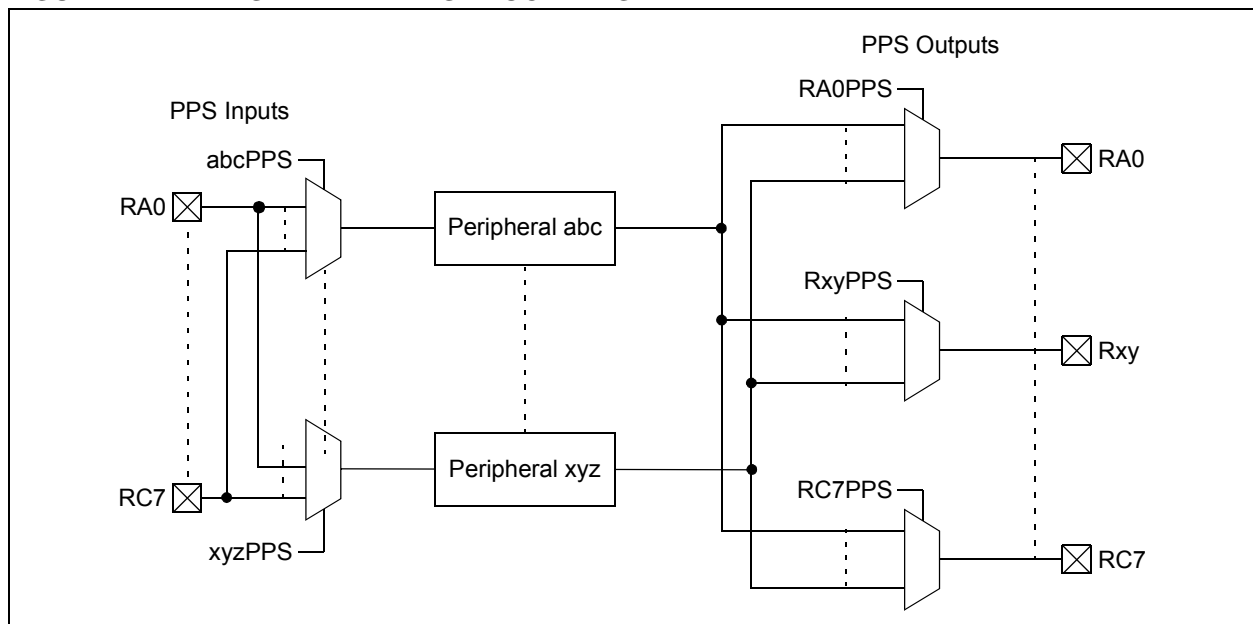 PPS Outputs
RA0PPS
PPS Inputs
abcPPS
RA0
RA0
Peripheral abc
RxyPPS
Rxy
Peripheral xyz
RC7PPS
RC7
xyzPPS
RC7